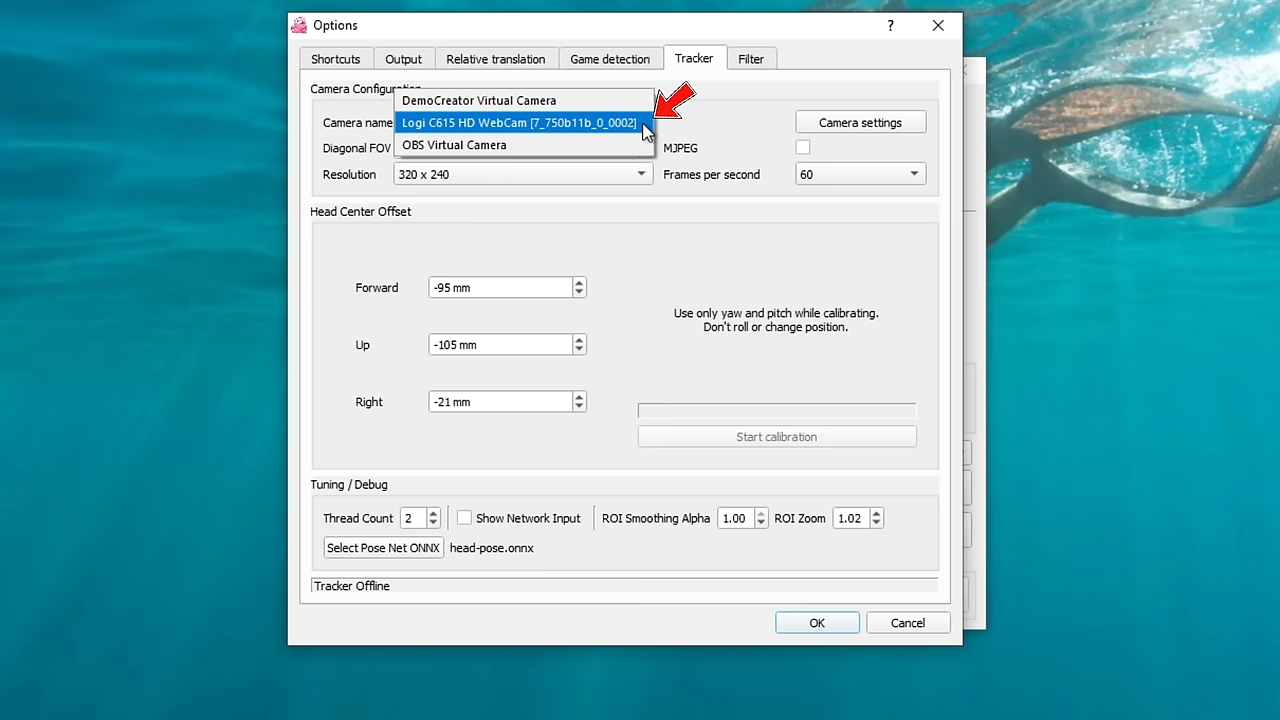 Options
?
Shortcuts Output Relative translation Game detection Tracker Filter
Camera Configuration
DemoCreator Virtual Camera
Camera name Logi C615 HD WebCam [7_750b11b_0_0002] Camera settings
Diagonal FOV OBS Virtual Camera MJPEG
Resolution 320 x 240 Frames per second 60
Head Center Offset
Forward -95 mm
Use only yaw and pitch while calibrating.
Don't roll or change position.
Up -105 mm
Right -21 mm
Start calibration
Tuning / Debug
Thread Count 2 Show Network Input ROI Smoothing Alpha 1.00 ROI Zoom 1.02
Select Pose Net ONNX head-pose.onnx
Tracker Offline
OK Cancel